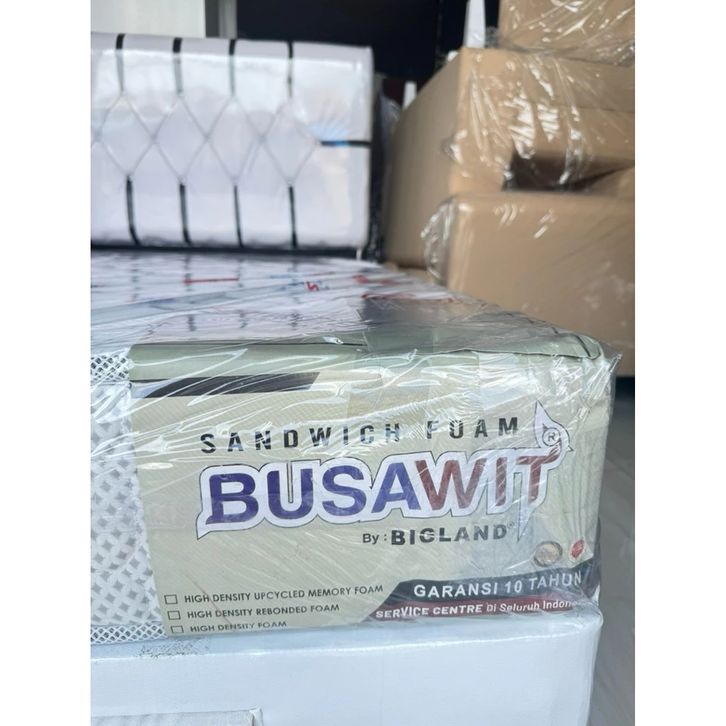 SANDWICH FOAM
BUSAWIT®
By : BIGLAND®
HIGH DENSITY UPCYCLED MEMORY FOAM
HIGH DENSITY REBONDED FOAM
HIGH DENSITY FOAM
GARANSI 10 TAHUN
SERVICE CENTRE Di Seluruh